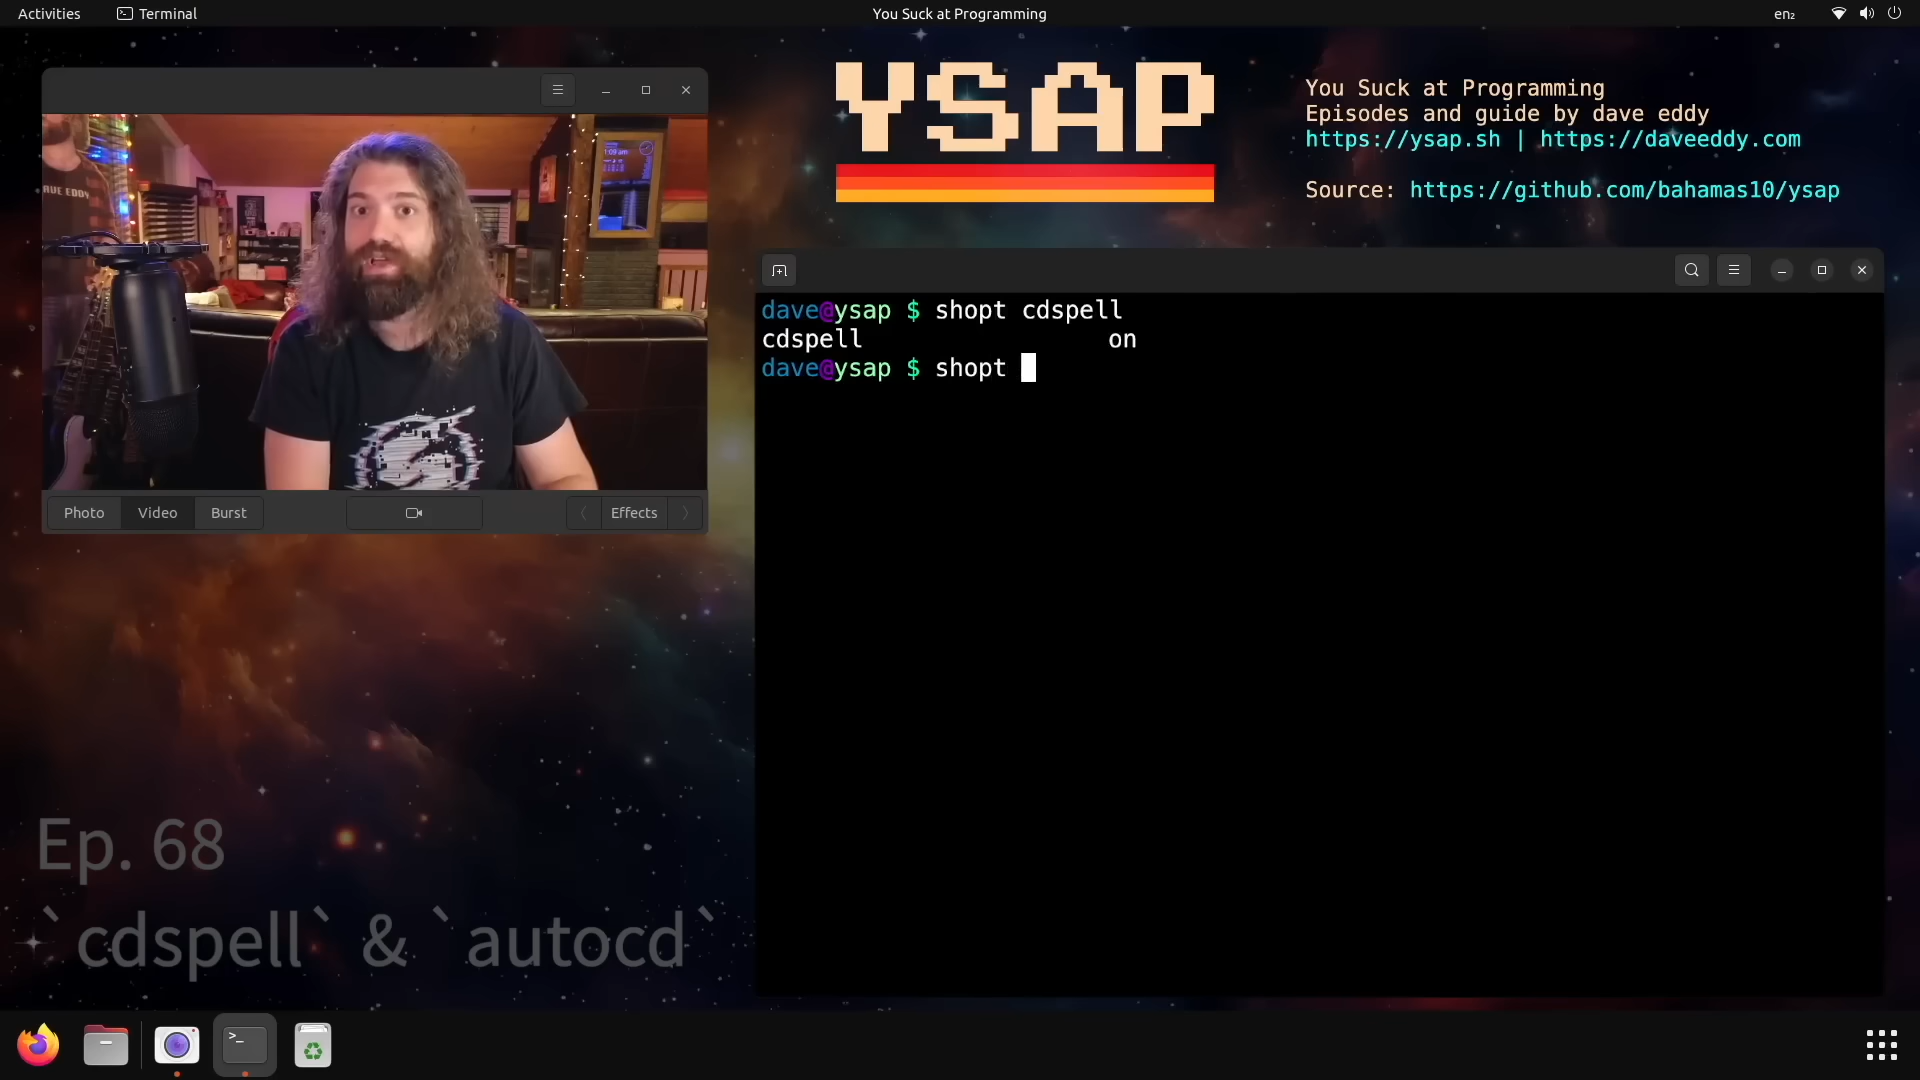 Activities
Terminal
You Suck at Programming
en₂
YSAP
You Suck at Programming
Episodes and guide by dave eddy
https://ysap.sh | https://daveeddy.com
Source: https://github.com/bahamas10/ysap
AVE EDDY
Photo
Video
Burst
Effects
dave@ysap $ shopt cdspell
cdspell on
dave@ysap $ shopt
Ep. 68
`cdspell` & `autocd`